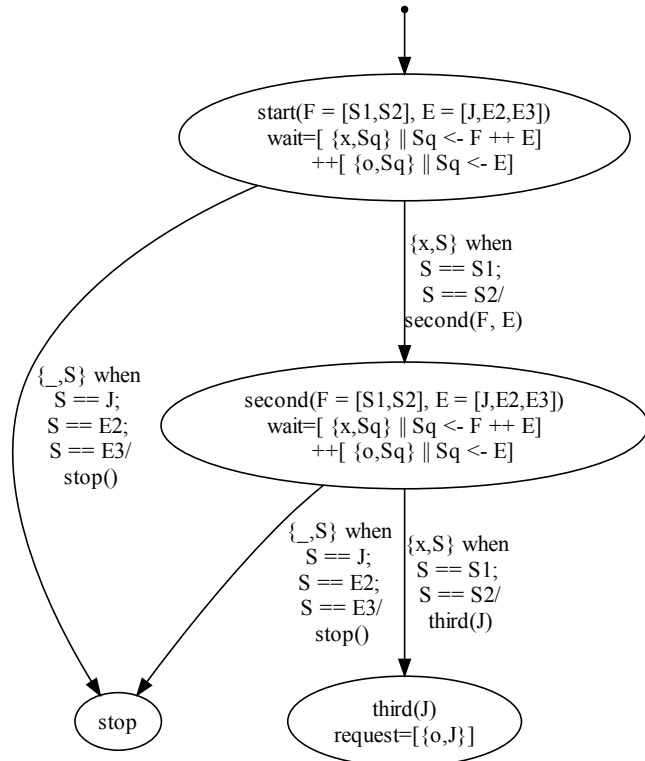 start(F = [S1,S2], E = [J,E2,E3])
wait=[ {x,Sq} || Sq <- F ++ E]
++[ {o,Sq} || Sq <- E]
{x,S} when
S == S1;
S == S2/
second(F, E)
{_,S} when
S == J;
S == E2;
S == E3/
stop()
second(F = [S1,S2], E = [J,E2,E3])
wait=[ {x,Sq} || Sq <- F ++ E]
++[ {o,Sq} || Sq <- E]
{_,S} when
S == J;
S == E2;
S == E3/
stop()
{x,S} when
S == S1;
S == S2/
third(J)
stop
third(J)
request=[{o,J}]